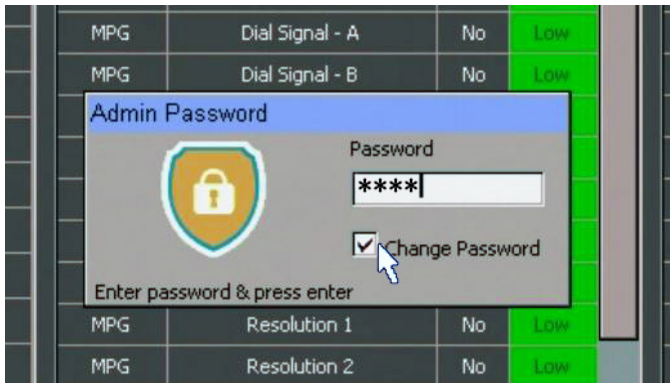 MPG Dial Signal - A No Low
MPG Dial Signal - B No Low
Admin Password
Password
****
Change Password
Enter password & press enter
MPG Resolution 1 No Low
MPG Resolution 2 No Low